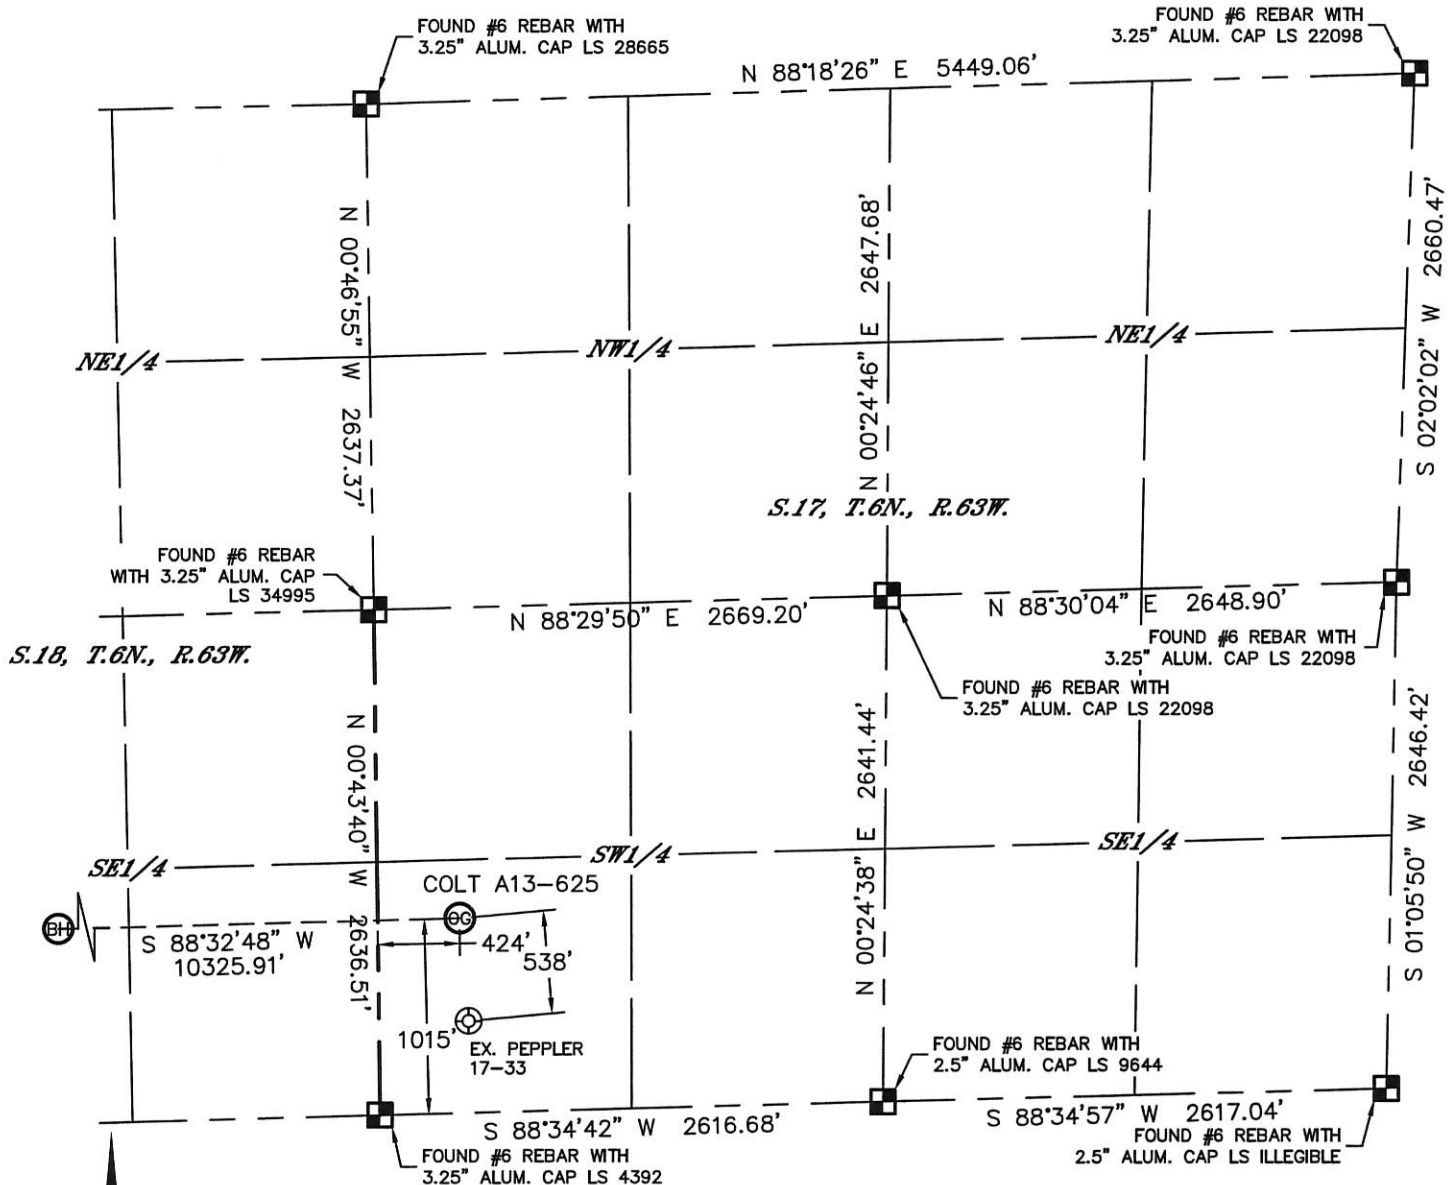 FOUND #6 REBAR WITH
3.25" ALUM. CAP LS 28665
FOUND #6 REBAR WITH
3.25" ALUM. CAP LS 22098
N 88°18'26" E 5449.06'
N 00°46'55" W 2637.37'
N 00°24'46" E 2647.68'
S 02°02'02" W 2660.47'
NE1/4
NW1/4
NE1/4
S.17, T.6N., R.63W.
FOUND #6 REBAR
WITH 3.25" ALUM. CAP
LS 34995
N 88°29'50" E 2669.20'
N 88°30'04" E 2648.90'
S.18, T.6N., R.63W.
FOUND #6 REBAR WITH
3.25" ALUM. CAP LS 22098
FOUND #6 REBAR WITH
3.25" ALUM. CAP LS 22098
N 00°43'40" W 2636.51'
N 00°24'38" E 2641.44'
S 01°05'50" W 2646.42'
SE1/4
SW1/4
SE1/4
COLT A13-625
BH
OG
S 88°32'48" W
10325.91'
424'
538'
1015'
EX. PEPPLER
17-33
FOUND #6 REBAR WITH
2.5" ALUM. CAP LS 9644
S 88°34'42" W 2616.68'
S 88°34'57" W 2617.04'
FOUND #6 REBAR WITH
2.5" ALUM. CAP LS ILLEGIBLE
FOUND #6 REBAR WITH
3.25" ALUM. CAP LS 4392